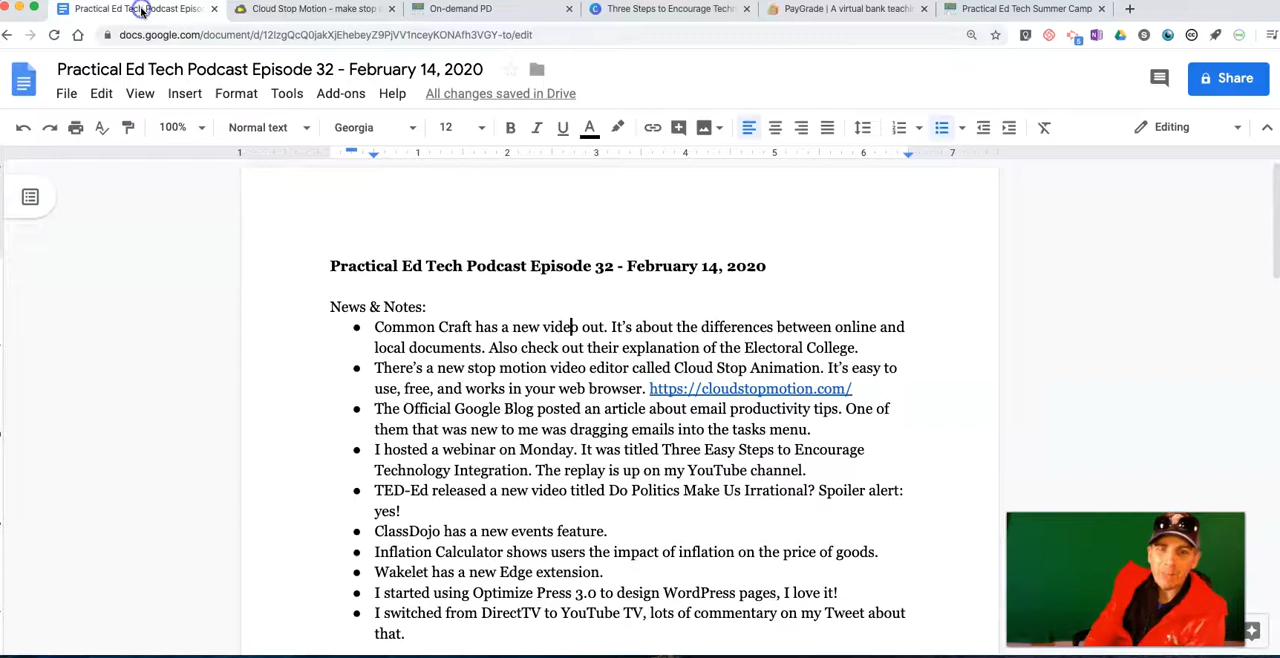 Practical Ed Tech Podcast Episo
Cloud Stop Motion - make stop
On-demand PD
Three Steps to Encourage Techn
PayGrade | A virtual bank teachi
Practical Ed Tech Summer Camp
docs.google.com/document/d/12IzgQcQ0jakXjEhebeyZ9PjVV1nceyKONAfh3VGY-to/edit
Practical Ed Tech Podcast Episode 32 - February 14, 2020
File Edit View Insert Format Tools Add-ons Help All changes saved in Drive
Share
100% Normal text Georgia 12 B I U A Editing
1 1 2 3 4 5 6 7
Practical Ed Tech Podcast Episode 32 - February 14, 2020
News & Notes:
● Common Craft has a new video out. It's about the differences between online and
local documents. Also check out their explanation of the Electoral College.
● There's a new stop motion video editor called Cloud Stop Animation. It's easy to
use, free, and works in your web browser. https://cloudstopmotion.com/
● The Official Google Blog posted an article about email productivity tips. One of
them that was new to me was dragging emails into the tasks menu.
● I hosted a webinar on Monday. It was titled Three Easy Steps to Encourage
Technology Integration. The replay is up on my YouTube channel.
● TED-Ed released a new video titled Do Politics Make Us Irrational? Spoiler alert:
yes!
● ClassDojo has a new events feature.
● Inflation Calculator shows users the impact of inflation on the price of goods.
● Wakelet has a new Edge extension.
● I started using Optimize Press 3.0 to design WordPress pages, I love it!
● I switched from DirectTV to YouTube TV, lots of commentary on my Tweet about
that.